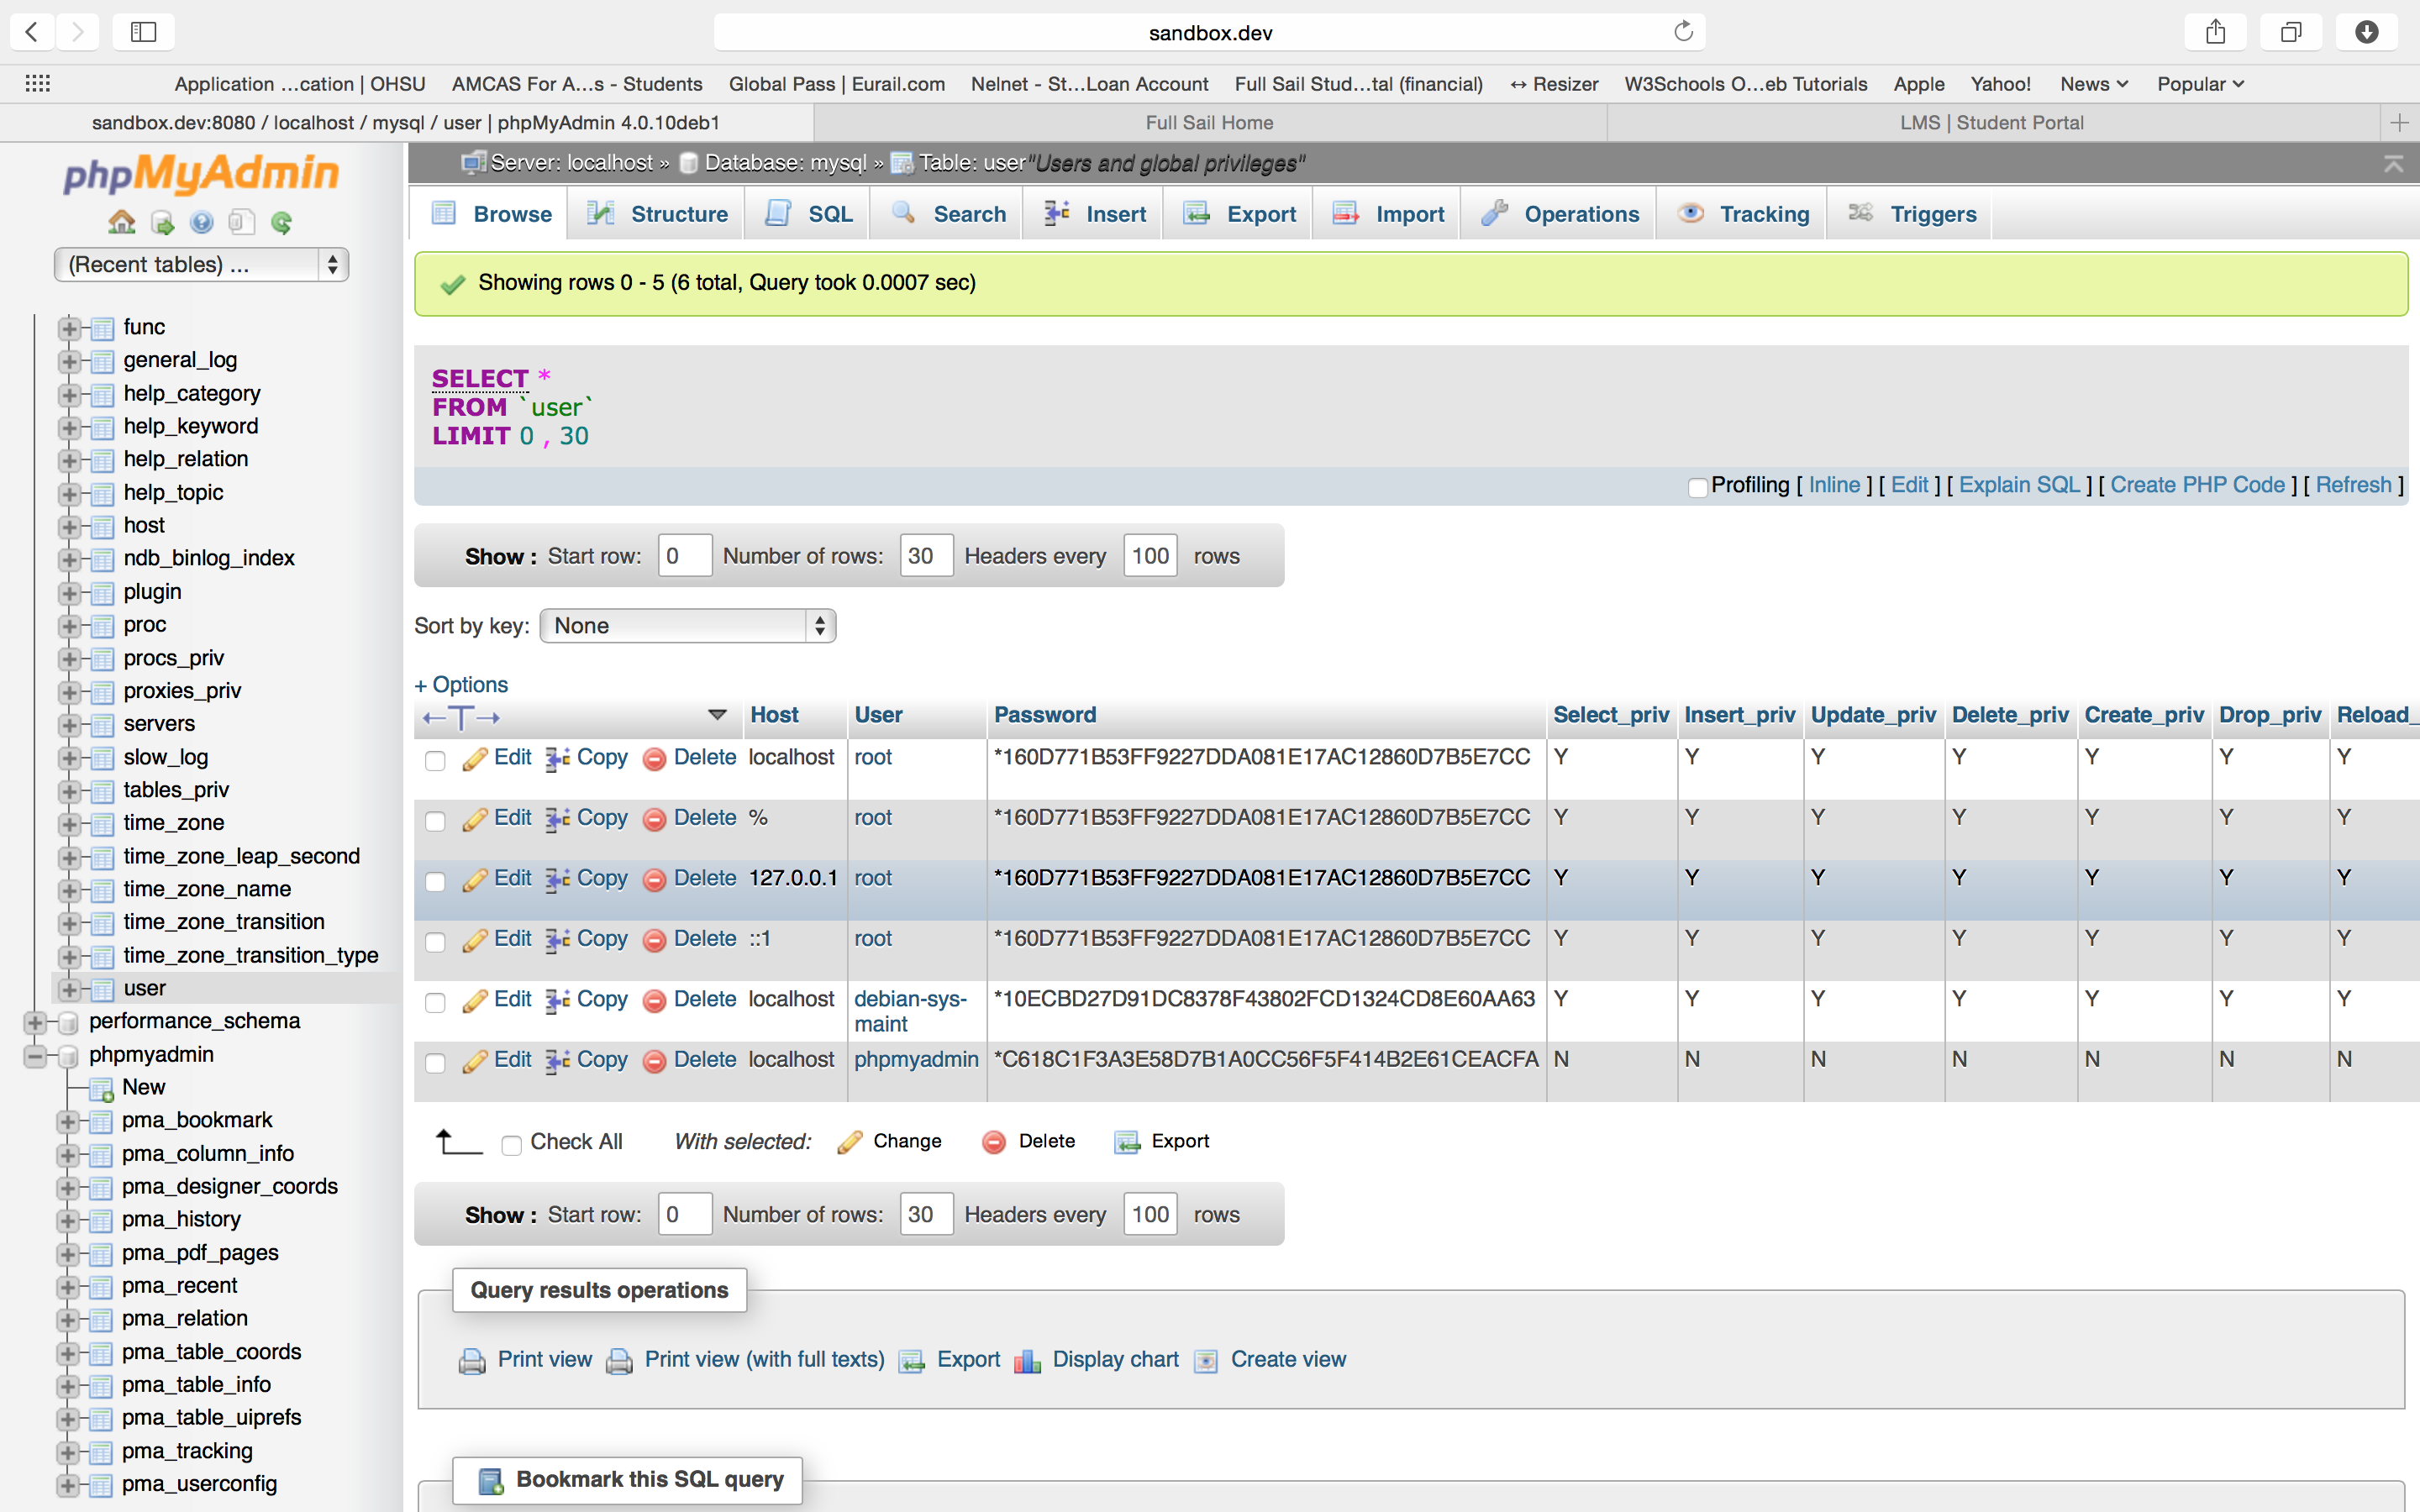 sandbox.dev
Application ...cation | OHSU AMCAS For A...s - Students Global Pass | Eurail.com Nelnet - St...Loan Account Full Sail Stud...tal (financial) ↔ Resizer W3Schools O...eb Tutorials Apple Yahoo! News Popular
sandbox.dev:8080 / localhost / mysql / user | phpMyAdmin 4.0.10deb1 Full Sail Home LMS | Student Portal
phpMyAdmin
(Recent tables) ...
func
general_log
help_category
help_keyword
help_relation
help_topic
host
ndb_binlog_index
plugin
proc
procs_priv
proxies_priv
servers
slow_log
tables_priv
time_zone
time_zone_leap_second
time_zone_name
time_zone_transition
time_zone_transition_type
user
performance_schema
phpmyadmin
New
pma_bookmark
pma_column_info
pma_designer_coords
pma_history
pma_pdf_pages
pma_recent
pma_relation
pma_table_coords
pma_table_info
pma_table_uiprefs
pma_tracking
pma_userconfig
Server: localhost » Database: mysql » Table: user "Users and global privileges"
Browse Structure SQL Search Insert Export Import Operations Tracking Triggers
Showing rows 0 - 5 (6 total, Query took 0.0007 sec)
SELECT *
FROM `user`
LIMIT 0 , 30
Profiling [ Inline ] [ Edit ] [ Explain SQL ] [ Create PHP Code ] [ Refresh ]
Show : Start row: 0 Number of rows: 30 Headers every 100 rows
Sort by key: None
+ Options
←T→ Host User Password Select_priv Insert_priv Update_priv Delete_priv Create_priv Drop_priv Reload_
Edit Copy Delete localhost root *160D771B53FF9227DDA081E17AC12860D7B5E7CC Y Y Y Y Y Y Y
Edit Copy Delete % root *160D771B53FF9227DDA081E17AC12860D7B5E7CC Y Y Y Y Y Y Y
Edit Copy Delete 127.0.0.1 root *160D771B53FF9227DDA081E17AC12860D7B5E7CC Y Y Y Y Y Y Y
Edit Copy Delete ::1 root *160D771B53FF9227DDA081E17AC12860D7B5E7CC Y Y Y Y Y Y Y
Edit Copy Delete localhost debian-sys-maint *10ECBD27D91DC8378F43802FCD1324CD8E60AA63 Y Y Y Y Y Y Y
Edit Copy Delete localhost phpmyadmin *C618C1F3A3E58D7B1A0CC56F5F414B2E61CEACFA N N N N N N N
Check All With selected: Change Delete Export
Show : Start row: 0 Number of rows: 30 Headers every 100 rows
Query results operations
Print view Print view (with full texts) Export Display chart Create view
Bookmark this SQL query